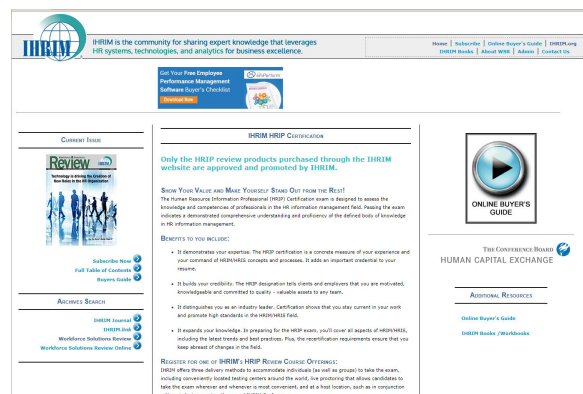 IHRIM
IHRIM is the community for sharing expert knowledge that leverages
HR systems, technologies, and analytics for business excellence.
Home | Subscribe | Online Buyer's Guide | IHRIM.org
IHRIM Books | About WSR | Admin | Contact Us
Get Your Free Employee
Performance Management
Software Buyer's Checklist
Download Now
emPerform
CURRENT ISSUE
Review
Technology is driving the Creation of
New Roles in the HR Organization
Subscribe Now
Full Table of Contents
Buyers Guide
ARCHIVES SEARCH
IHRIM Journal
IHRIM.link
Workforce Solutions Review
Workforce Solutions Review Online
IHRIM HRIP CERTIFICATION
Only the HRIP review products purchased through the IHRIM
website are approved and promoted by IHRIM.
SHOW YOUR VALUE AND MAKE YOURSELF STAND OUT FROM THE REST!
The Human Resource Information Professional (HRIP) Certification exam is designed to assess the
knowledge and competencies of professionals in the HR information management field. Passing the exam
indicates a demonstrated comprehensive understanding and proficiency of the defined body of knowledge
in HR information management.
BENEFITS TO YOU INCLUDE:
• It demonstrates your expertise. The HRIP certification is a concrete measure of your experience and
your command of HRIM/HRIS concepts and processes. It adds an important credential to your
resume.
• It builds your credibility. The HRIP designation tells clients and employers that you are motivated,
knowledgeable and committed to quality - valuable assets to any team.
• It distinguishes you as an industry leader. Certification shows that you stay current in your work
and promote high standards in the HRIM/HRIS field.
• It expands your knowledge. In preparing for the HRIP exam, you'll cover all aspects of HRIM/HRIS,
including the latest trends and best practices. Plus, the recertification requirements ensure that you
keep abreast of changes in the field.
REGISTER FOR ONE OF IHRIM'S HRIP REVIEW COURSE OFFERINGS:
IHRIM offers three delivery methods to accommodate individuals (as well as groups) to take the exam,
including conveniently located testing centers around the world, live proctoring that allows candidates to
take the exam wherever and whenever is most convenient, and at a host location, such as in conjunction
ONLINE BUYER'S
GUIDE
THE CONFERENCE BOARD
HUMAN CAPITAL EXCHANGE
ADDITIONAL RESOURCES
Online Buyer's Guide
IHRIM Books /Workbooks